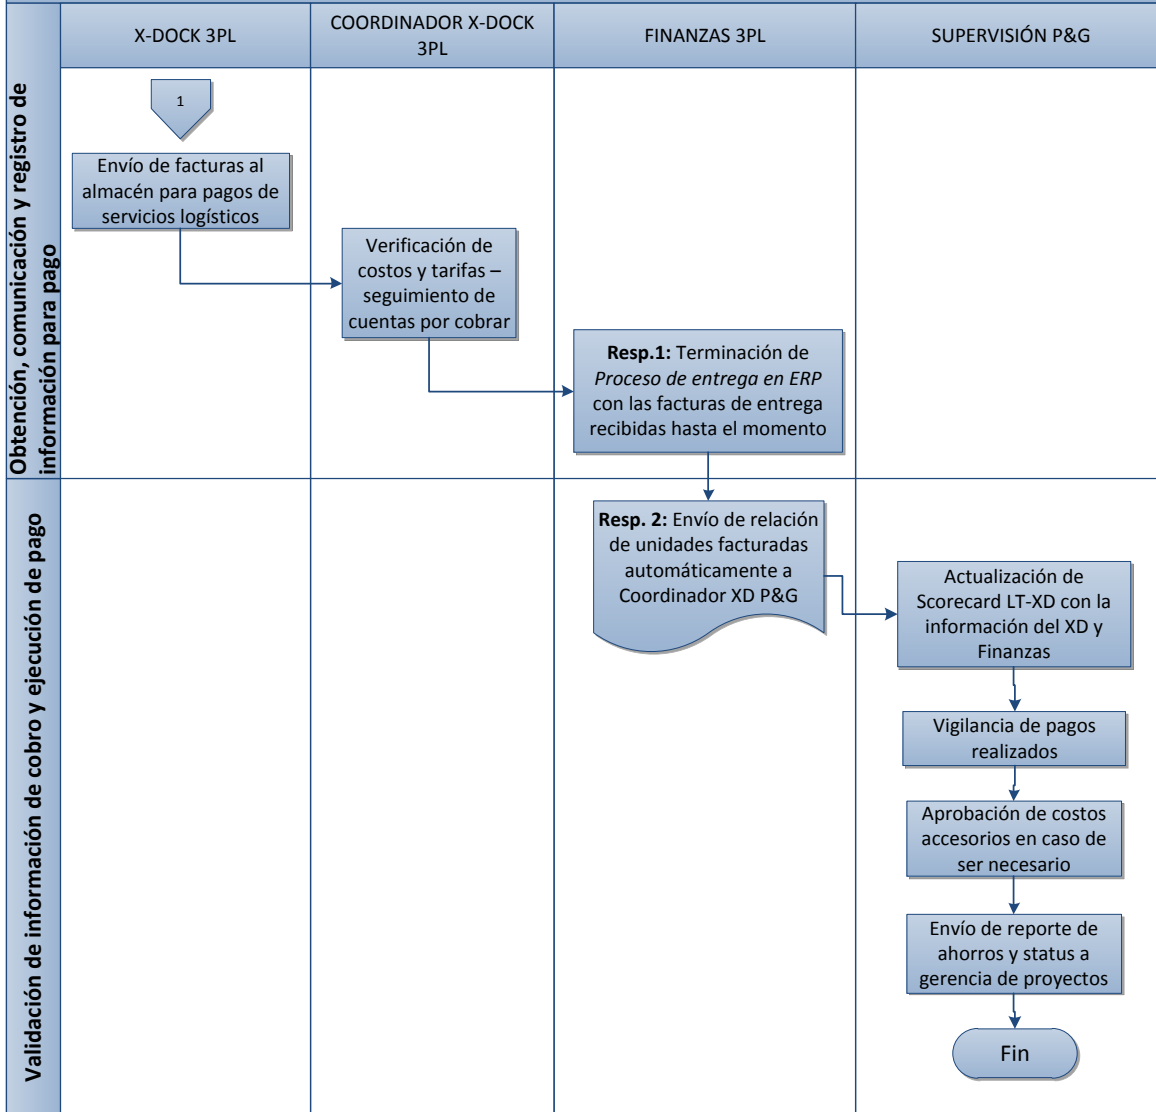 X-DOCK 3PL
COORDINADOR X-DOCK
3PL
FINANZAS 3PL
SUPERVISIÓN P&G
Obtención, comunicación y registro de
información para pago
1
Envío de facturas al
almacén para pagos de
servicios logísticos
Verificación de
costos y tarifas –
seguimiento de
cuentas por cobrar
Resp.1: Terminación de
Proceso de entrega en ERP
con las facturas de entrega
recibidas hasta el momento
Validación de información de cobro y ejecución de pago
Resp. 2: Envío de relación
de unidades facturadas
automáticamente a
Coordinador XD P&G
Actualización de
Scorecard LT-XD con la
información del XD y
Finanzas
Vigilancia de pagos
realizados
Aprobación de costos
accesorios en caso de
ser necesario
Envío de reporte de
ahorros y status a
gerencia de proyectos
Fin